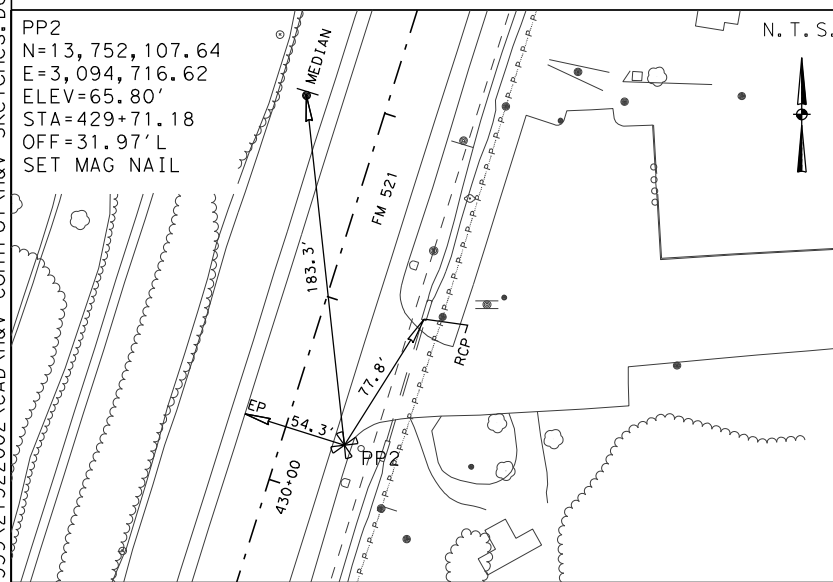 PP2
N=13,752,107.64
E=3,094,716.62
ELEV=65.80'
STA=429+71.18
OFF=31.97'L
SET MAG NAIL
N.T.S.
MEDIAN
FM 521
183.3'
77.8'
RCP
EP
54.3'
PP2
430+00